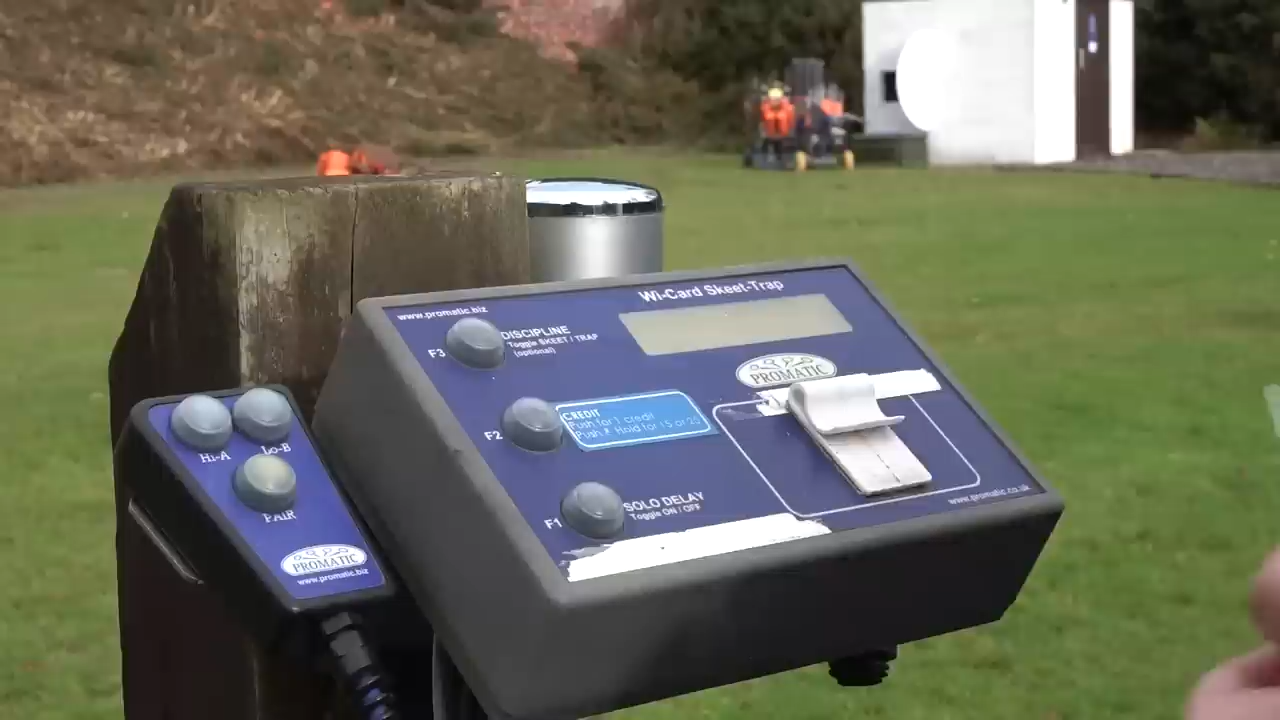 Wi-Card Skeet-Trap
www.promatic.biz
F3
DISCIPLINE
Toggle SKEET / TRAP
(optional)
PROMATIC
F2
CREDIT
Push for 1 credit
Push & Hold for 15 or 25
F1
SOLO DELAY
Toggle ON / OFF
www.promatic.co.uk
Hi-A
Lo-B
PAIR
PROMATIC
www.promatic.biz